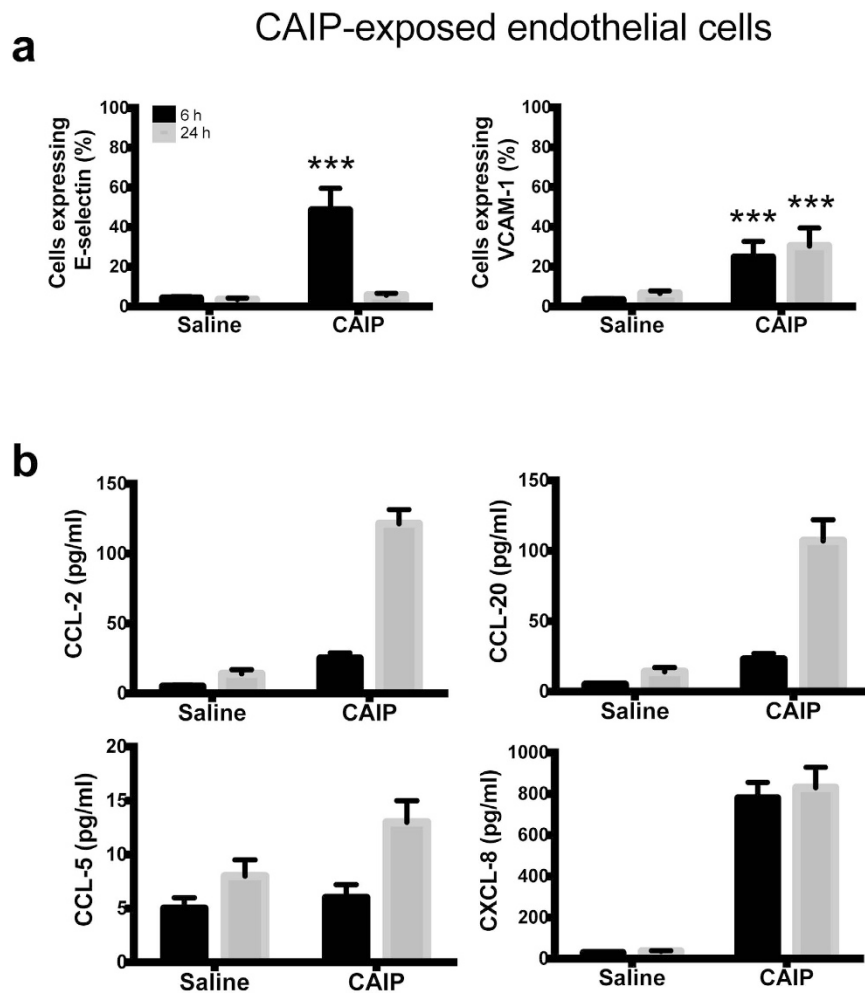 CAIP-exposed endothelial cells
a
Cells expressing
E-selectin (%)
100
80
60
40
20
0
6 h
24 h
***
Saline
CAIP
Cells expressing
VCAM-1 (%)
100
80
60
40
20
0
***
***
Saline
CAIP
b
CCL-2 (pg/ml)
150
100
50
0
Saline
CAIP
CCL-20 (pg/ml)
150
100
50
0
Saline
CAIP
CCL-5 (pg/ml)
20
15
10
5
0
Saline
CAIP
CXCL-8 (pg/ml)
1000
800
600
400
200
0
Saline
CAIP